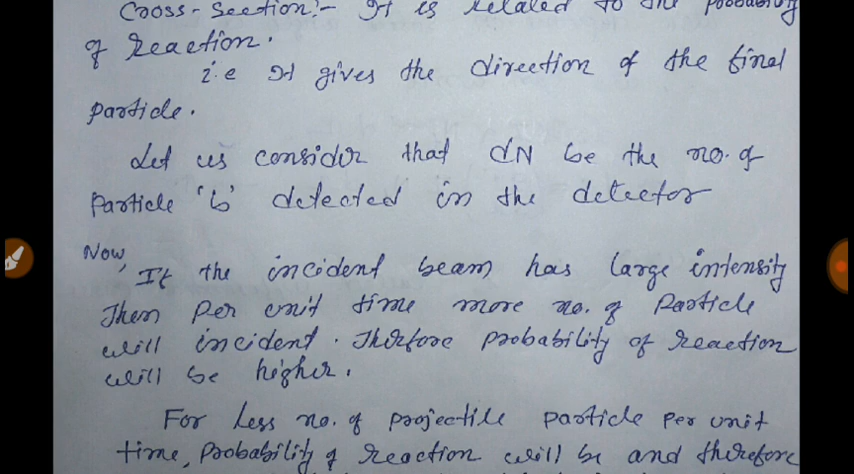 Cross-Section:- It is related to the probability
of reaction.
i.e It gives the direction of the final
particle.
Let us consider that dN be the no. of
Particle 'b' detected in the detector
Now, If the incident beam has large intensity
Then Per unit time more no. of Particle
will incident. Therefore probability of reaction
will be higher.
For Less no. of projectile particle per unit
time, Probability of reaction will be and therefore